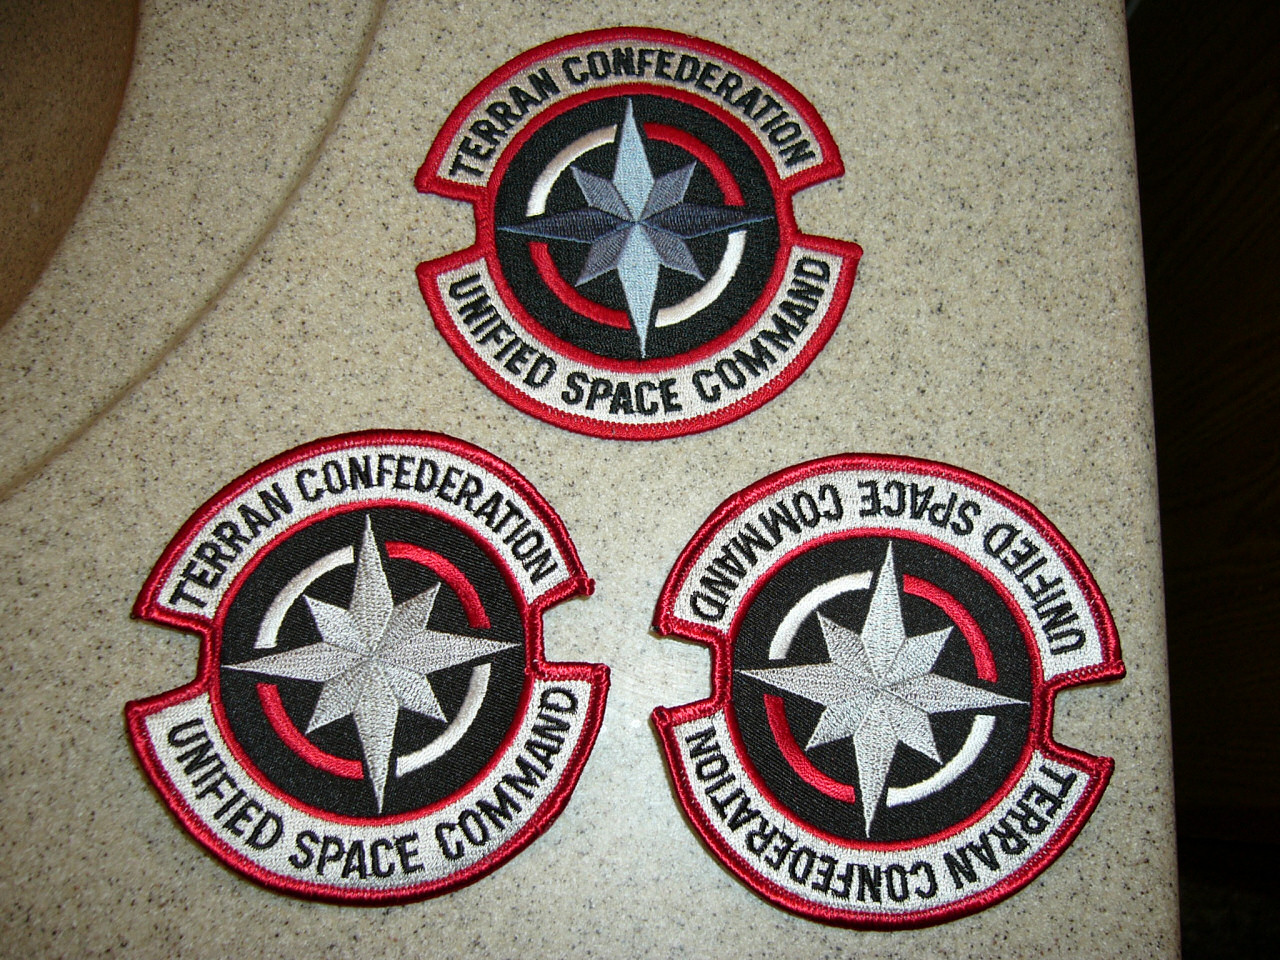 TERRAN CONFEDERATION
UNIFIED SPACE COMMAND
TERRAN CONFEDERATION
UNIFIED SPACE COMMAND
UNIFIED SPACE COMMAND
TERRAN CONFEDERATION